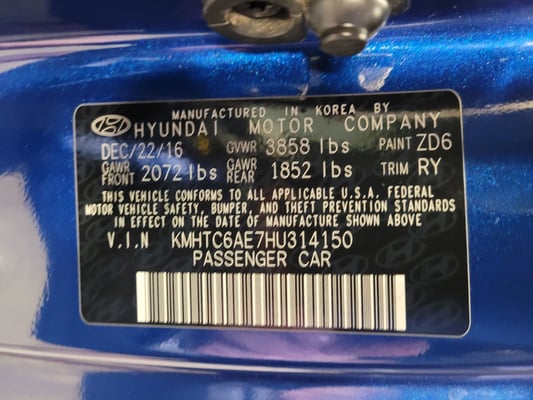 MANUFACTURED IN KOREA BY
HYUNDAI MOTOR COMPANY
DEC/22/16 GVWR 3858 lbs PAINT ZD6
GAWR FRONT 2072 lbs GAWR REAR 1852 lbs TRIM RY
THIS VEHICLE CONFORMS TO ALL APPLICABLE U.S.A. FEDERAL
MOTOR VEHICLE SAFETY, BUMPER, AND THEFT PREVENTION STANDARDS
IN EFFECT ON THE DATE OF MANUFACTURE SHOWN ABOVE
V.I.N KMHTC6AE7HU314150
PASSENGER CAR